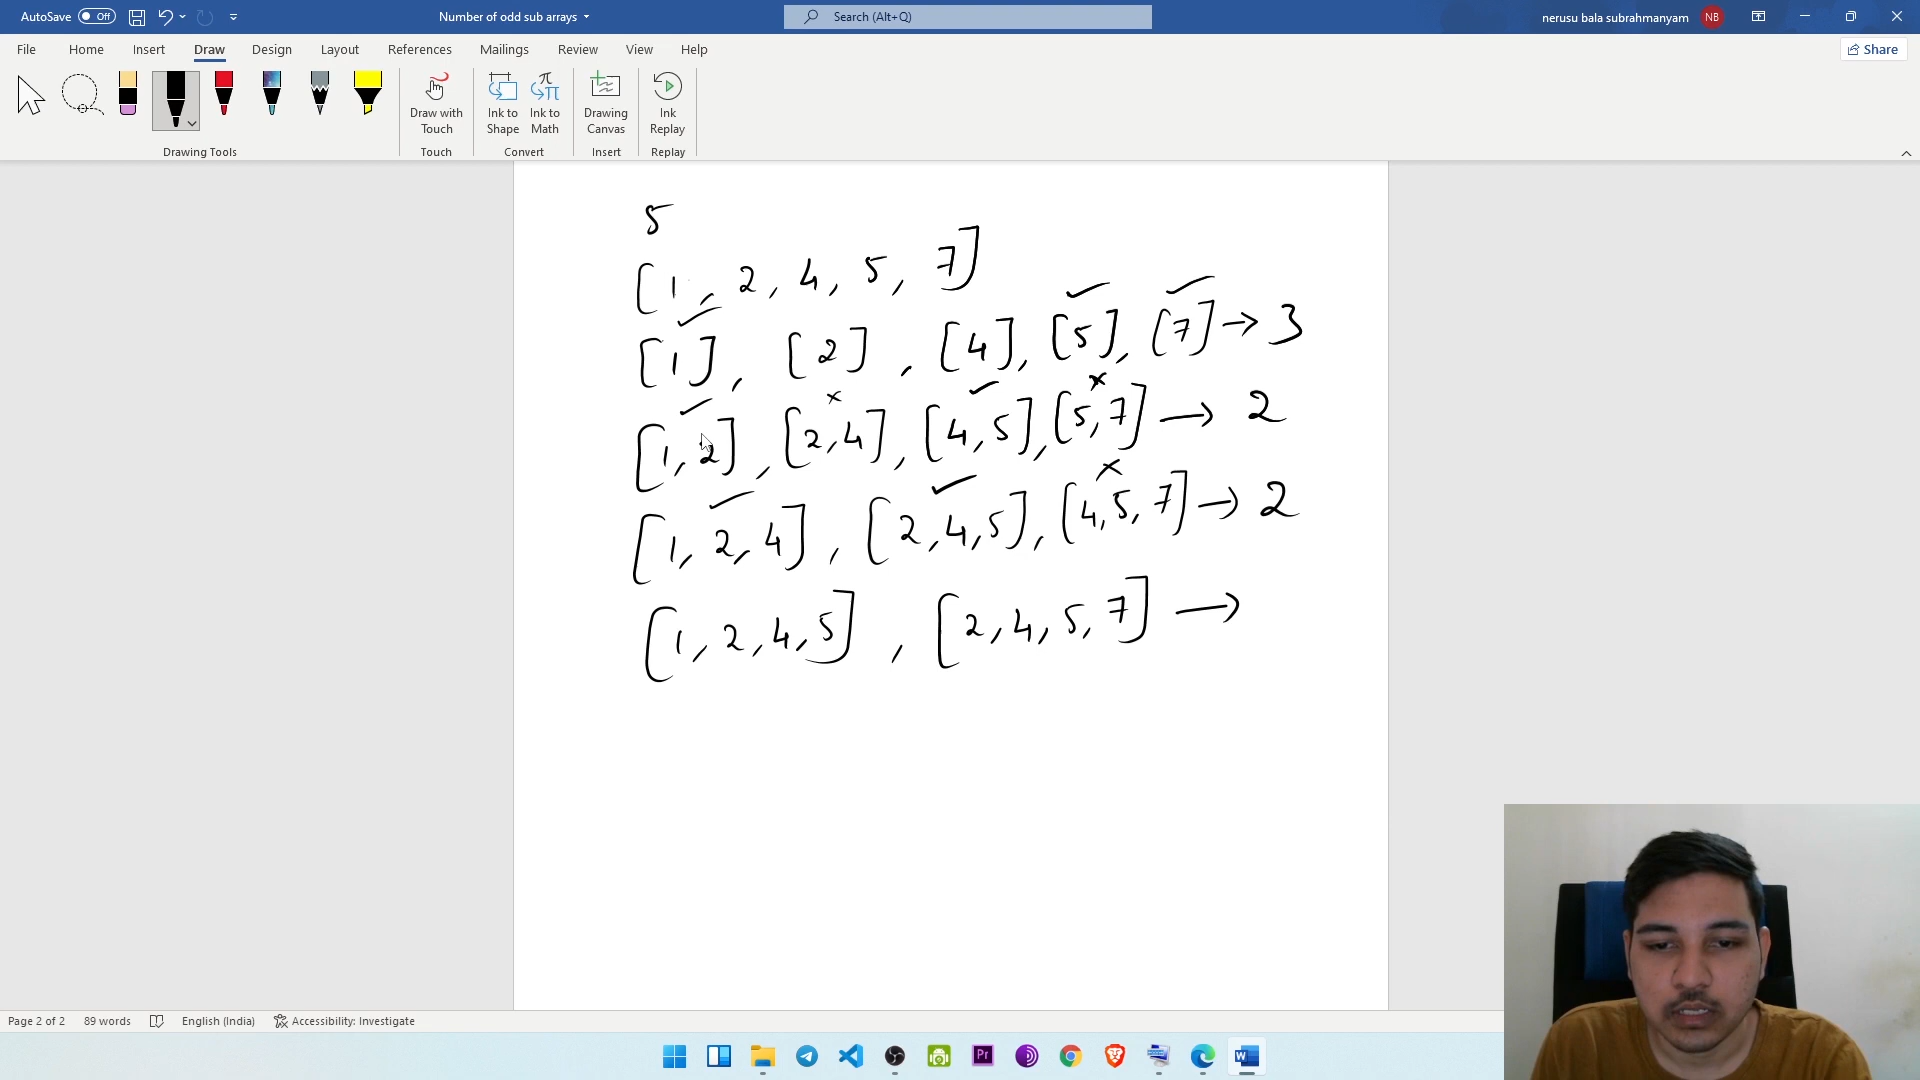 AutoSave Off Number of odd sub arrays Search (Alt+Q) nerusu bala subrahmanyam NB
File Home Insert Draw Design Layout References Mailings Review View Help Share
Draw with Touch Ink to Shape Ink to Math Drawing Canvas Ink Replay
Drawing Tools Touch Convert Insert Replay
5
[1, 2, 4, 5, 7]
[1], [2], [4], [5], [7] → 3
[1, 2], [2, 4], [4, 5], [5, 7] → 2
[1, 2, 4], [2, 4, 5], [4, 5, 7] → 2
[1, 2, 4, 5], [2, 4, 5, 7] →
Page 2 of 2 89 words English (India) Accessibility: Investigate